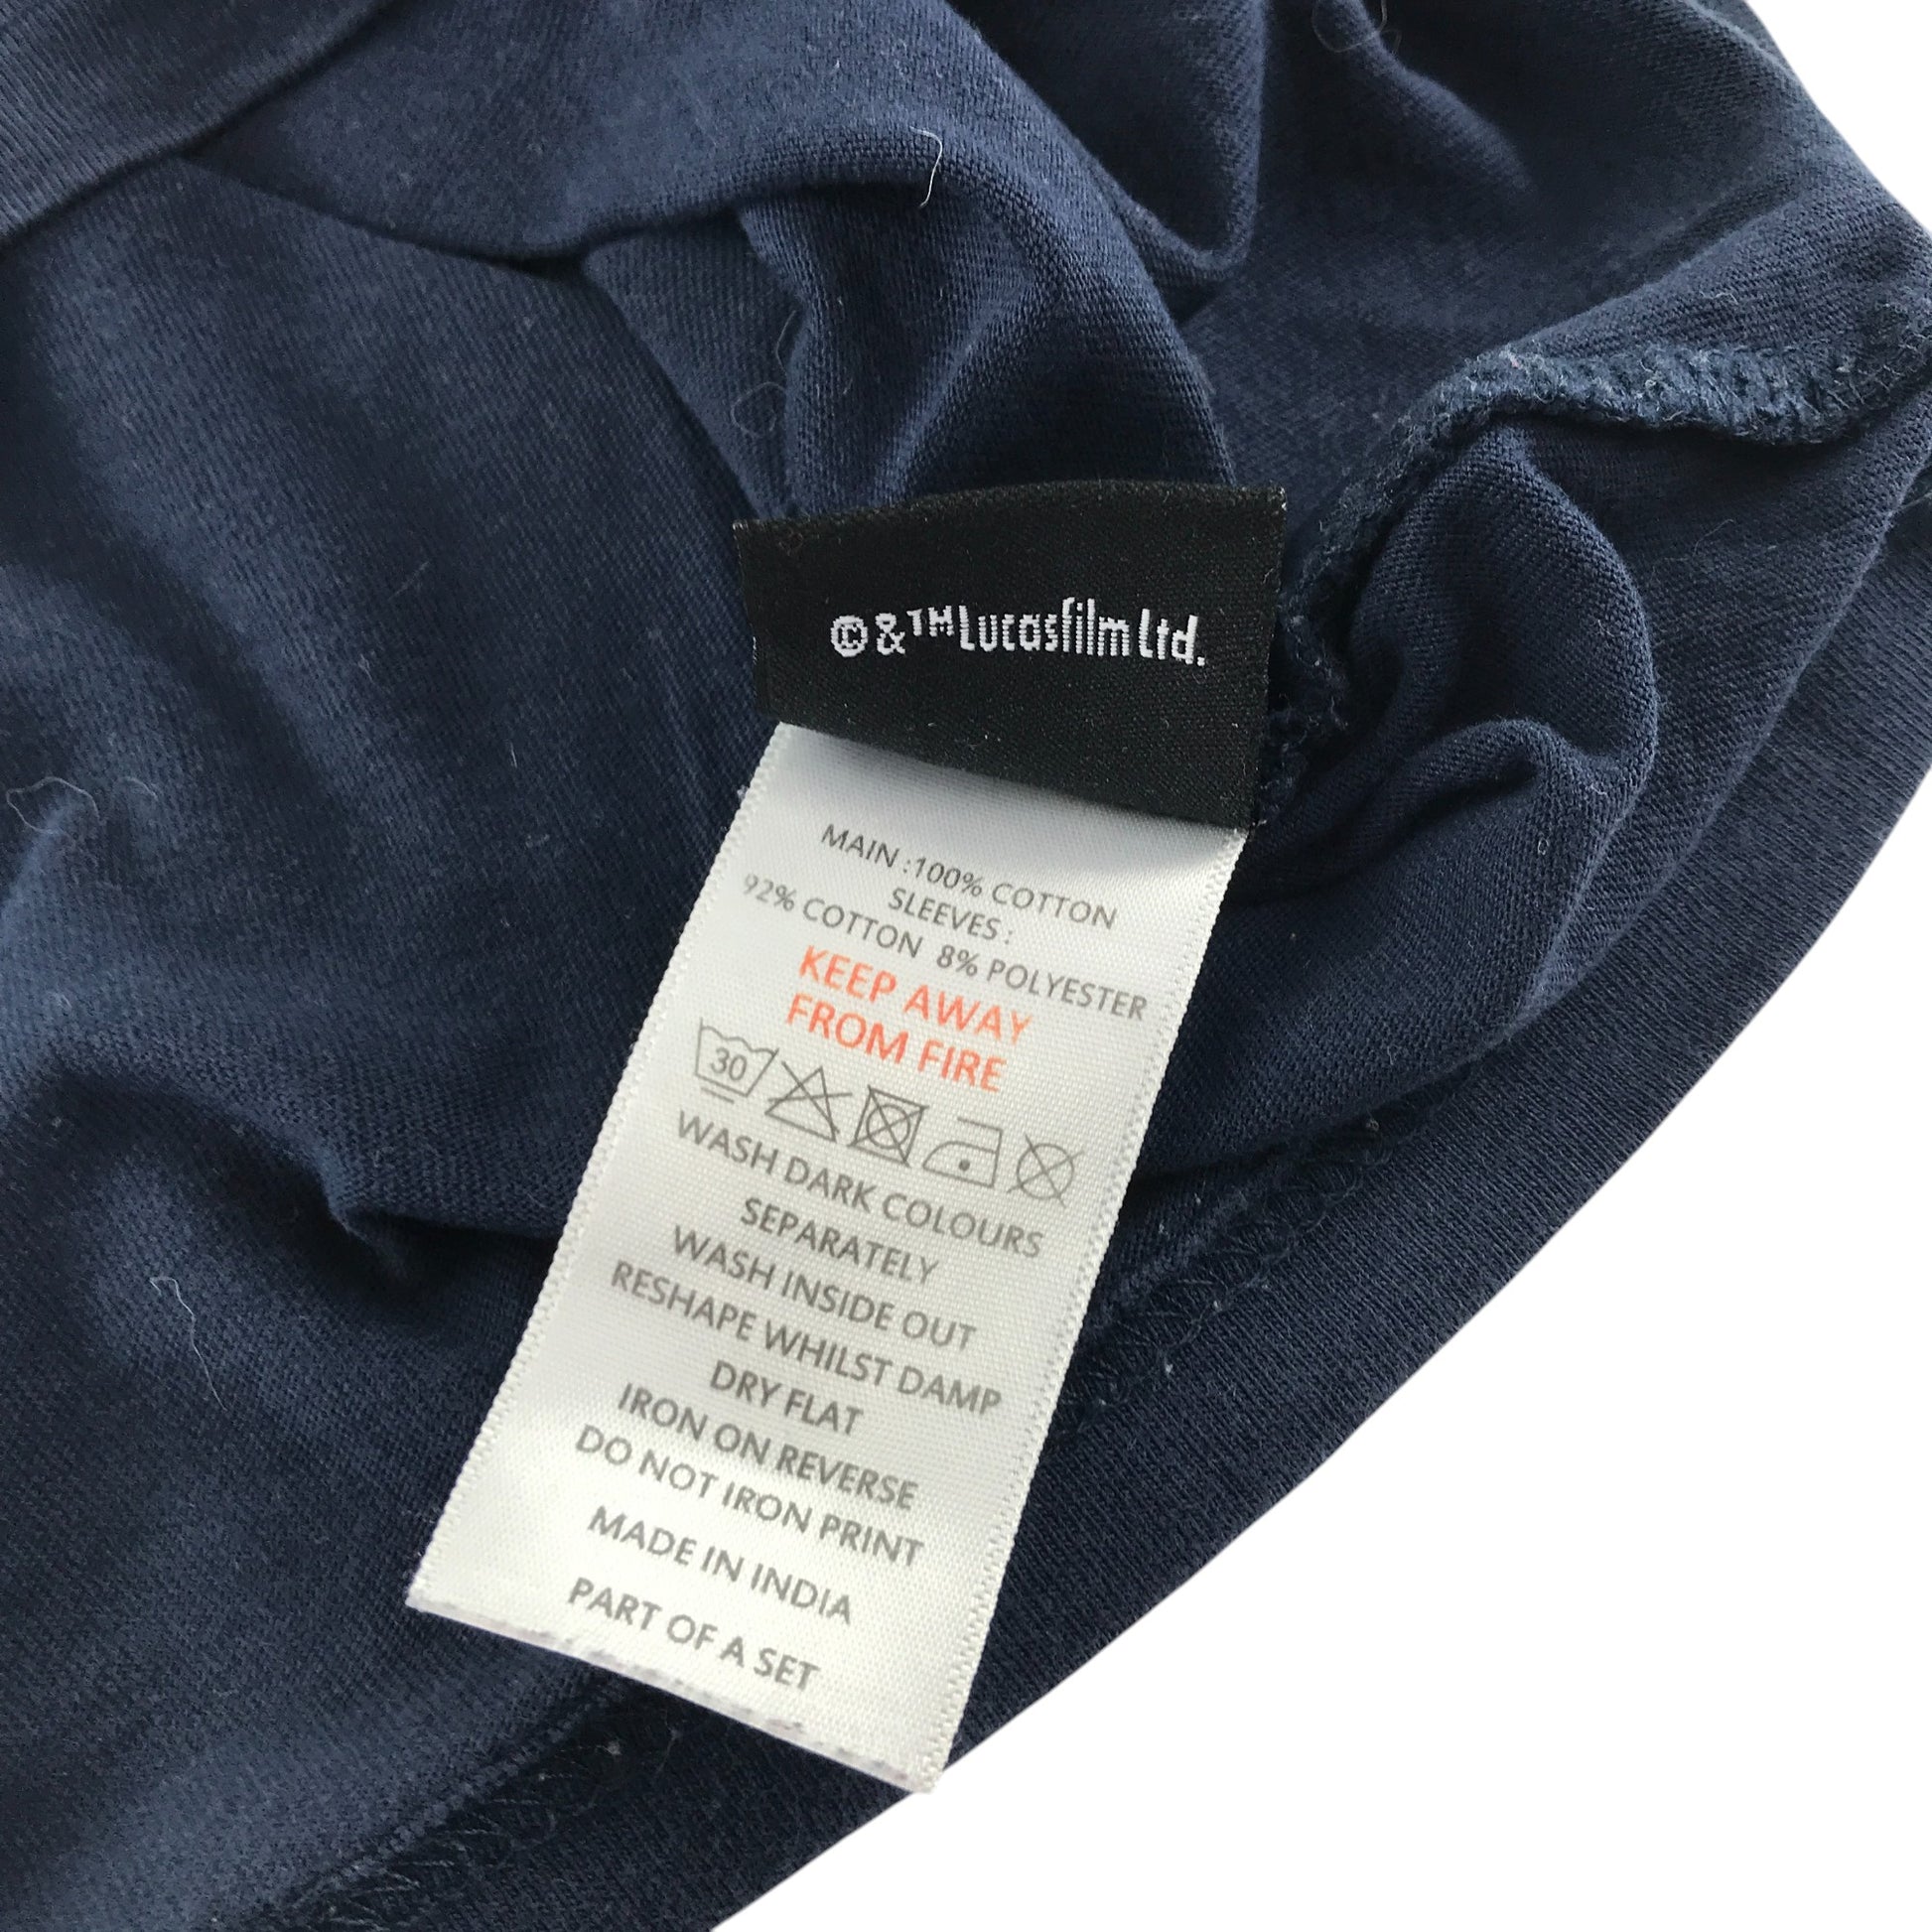 ©&™Lucasfilm Ltd.
MAIN :100% COTTON
SLEEVES :
92% COTTON 8% POLYESTER
KEEP AWAY
FROM FIRE
30
WASH DARK COLOURS
SEPARATELY
WASH INSIDE OUT
RESHAPE WHILST DAMP
DRY FLAT
IRON ON REVERSE
DO NOT IRON PRINT
MADE IN INDIA
PART OF A SET